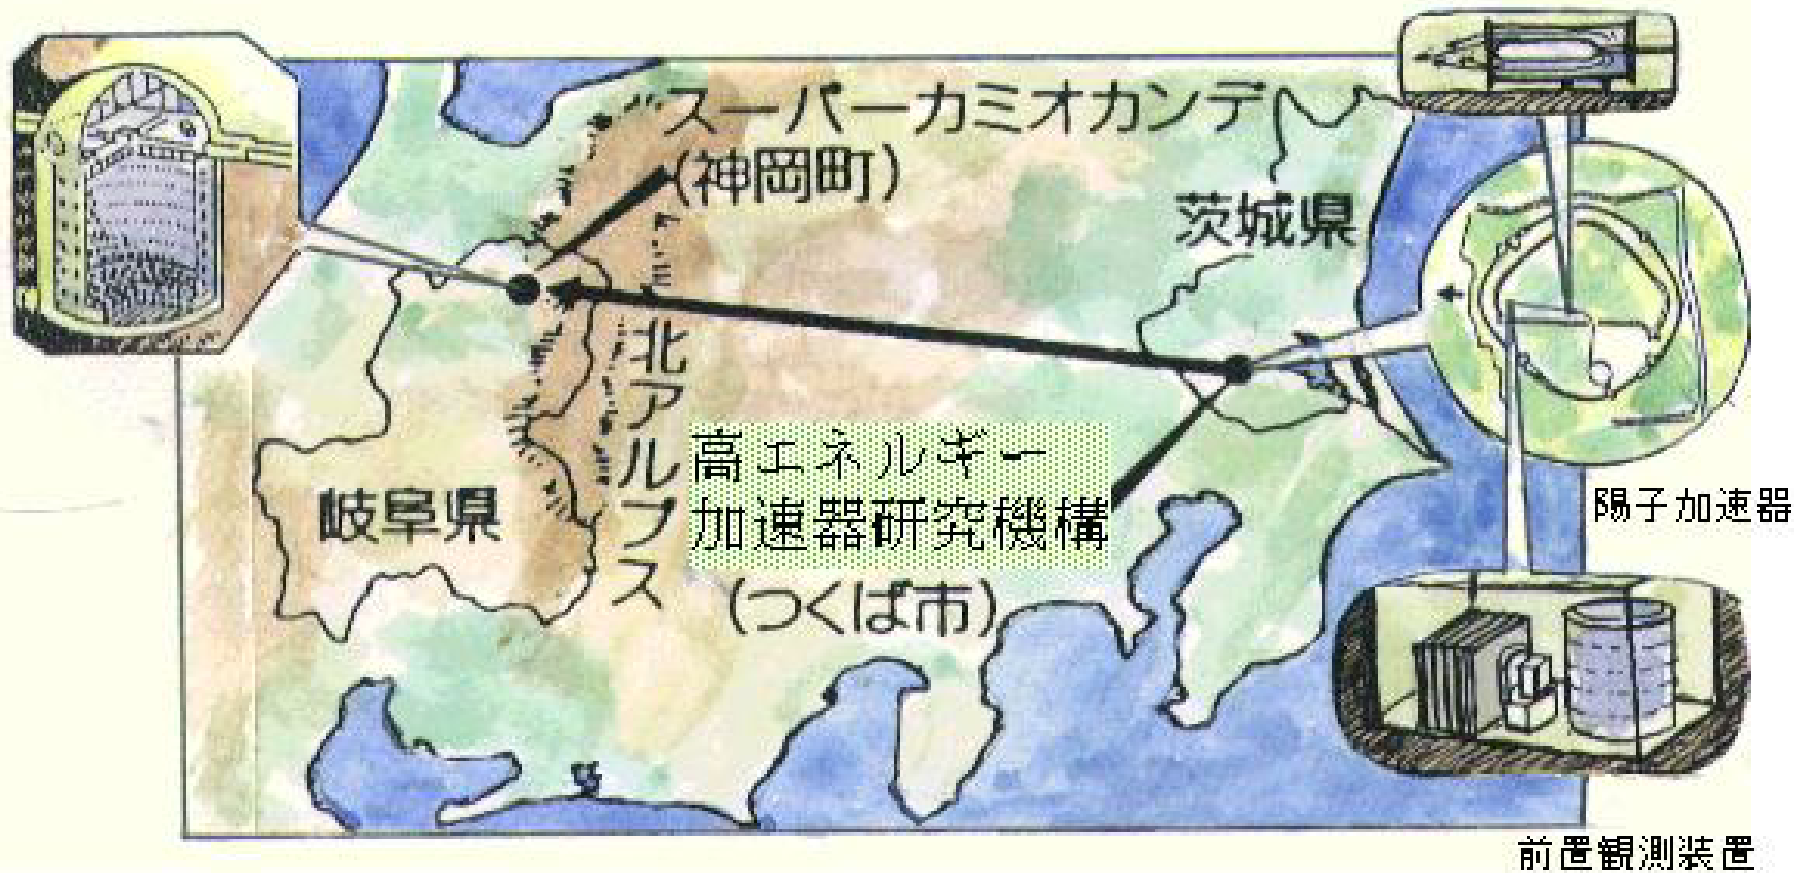 スーパーカミオカンデ
(神岡町)
茨城県
北アルプス
高エネルギー
加速器研究機構
(つくば市)
岐阜県
陽子加速器
前置観測装置